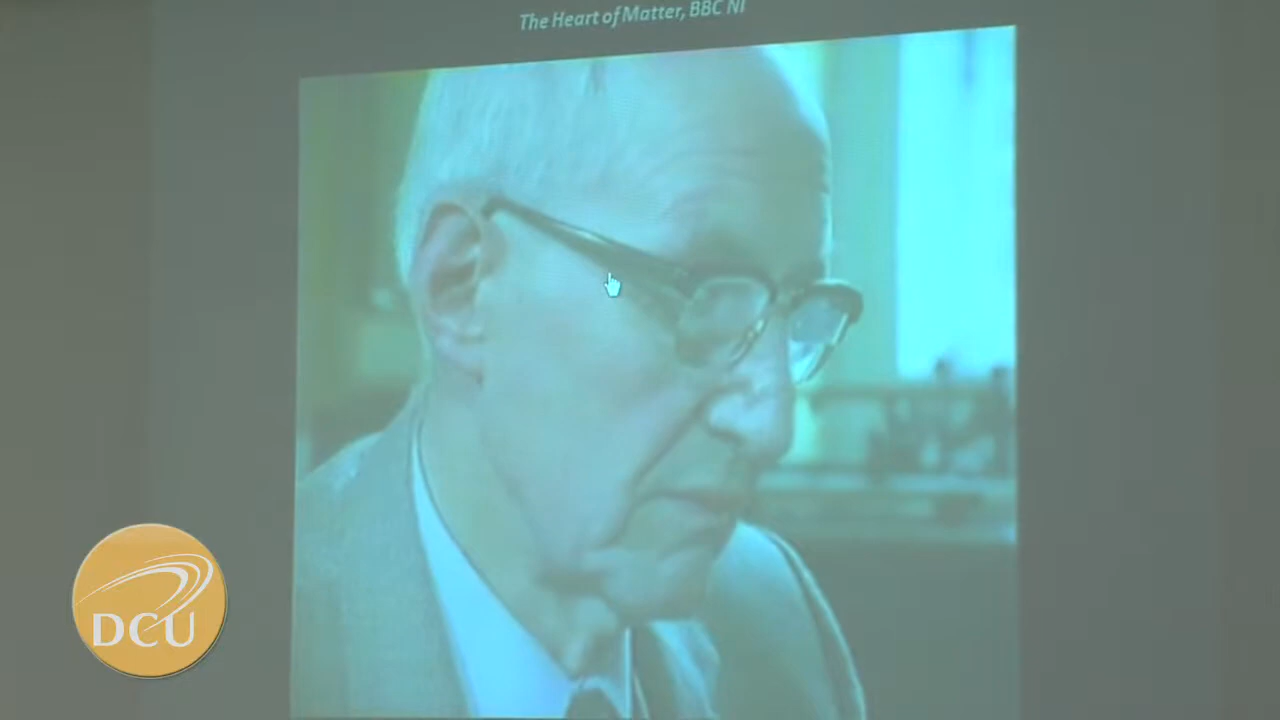 The Heart of Matter, BBC NI
DCU